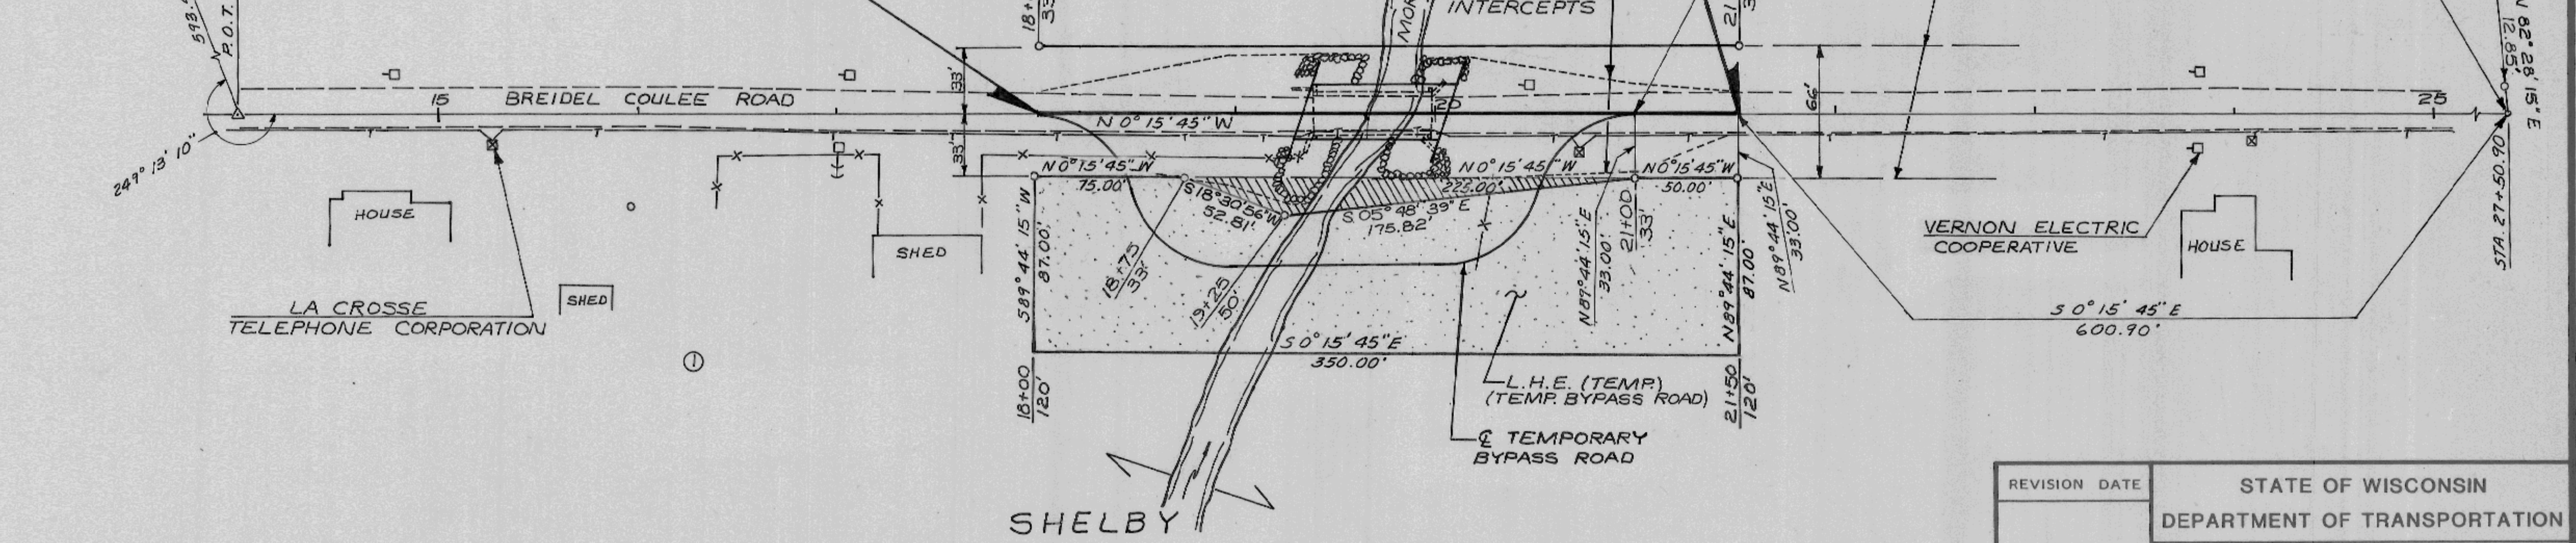 593.
P.O.T.
249° 13' 10"
15
BREIDEL COULEE ROAD
HOUSE
LA CROSSE
TELEPHONE CORPORATION
SHED
SHED
①
18+
33
33'
33'
N 0° 15' 45" W
INTERCEPTS
MOR
21
20
N 0° 15' 45" W
75.00'
S 18° 30' 56" W
52.81'
S 05° 48' 39" E
175.82'
N 0° 15' 45" W
225.00'
N 0° 15' 45" W
50.00'
66'
S 89° 44' 15" W
87.00'
18+75
33'
19+25
50'
N 89° 44' 15" E
33.00'
21+00
33'
N 89° 44' 15" E
87.00'
N 89° 44' 15" E
33.00'
S 0° 15' 45" E
350.00'
18+00
120'
21+50
120'
L.H.E. (TEMP.)
(TEMP. BYPASS ROAD)
℄ TEMPORARY
BYPASS ROAD
SHELBY
25
VERNON ELECTRIC
COOPERATIVE
HOUSE
S 0° 15' 45" E
600.90'
N 82° 28' 15" E
12.85'
STA. 27+50.90
REVISION DATE
STATE OF WISCONSIN
DEPARTMENT OF TRANSPORTATION